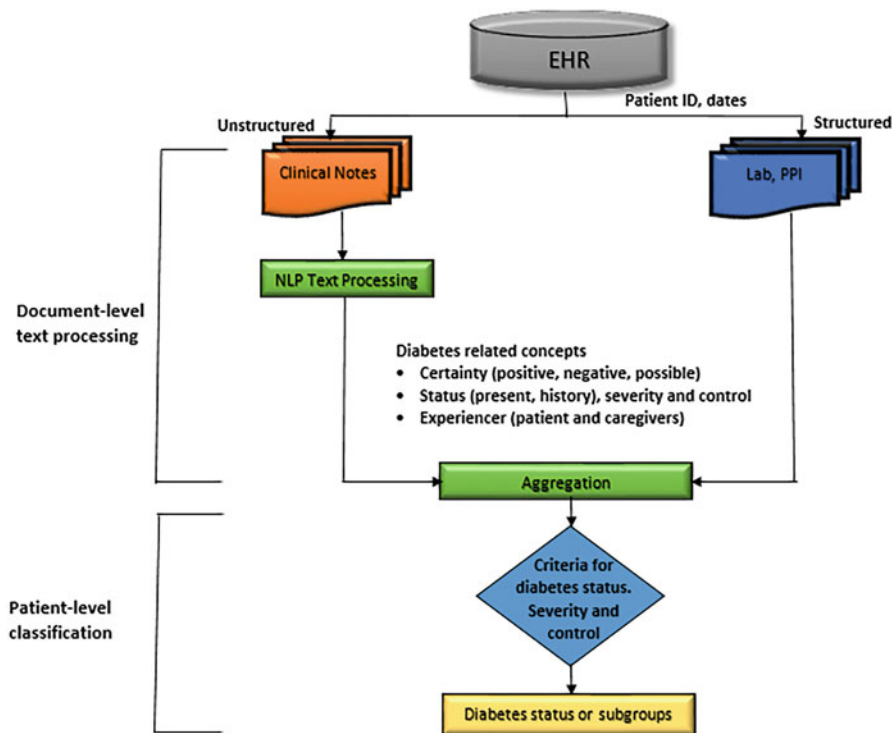 EHR
Patient ID, dates
Unstructured
Structured
Clinical Notes
Lab, PPI
NLP Text Processing
Document-level
text processing
Diabetes related concepts
• Certainty (positive, negative, possible)
• Status (present, history), severity and control
• Experiencer (patient and caregivers)
Aggregation
Criteria for
diabetes status.
Severity and
control
Patient-level
classification
Diabetes status or subgroups